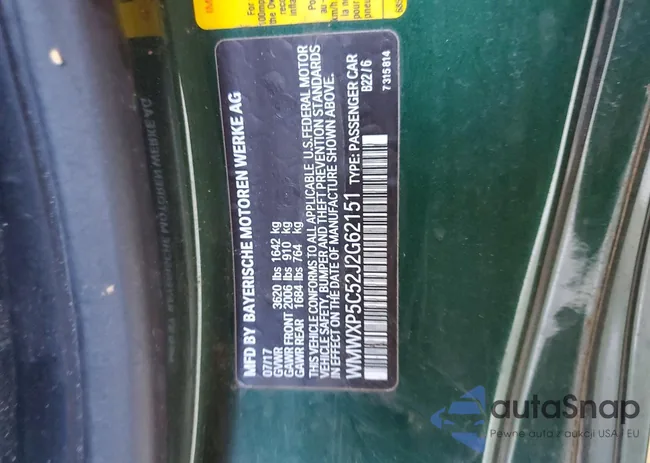 MFD BY BAYERISCHE MOTOREN WERKE AG
07/17
GVWR 3620 lbs 1642 kg
GAWR FRONT 2006 lbs 910 kg
GAWR REAR 1684 lbs 764 kg
THIS VEHICLE CONFORMS TO ALL APPLICABLE U.S. FEDERAL MOTOR
VEHICLE SAFETY, BUMPER AND THEFT PREVENTION STANDARDS
IN EFFECT ON THE DATE OF MANUFACTURE SHOWN ABOVE.
WMWXP5C52J2G62151 TYPE: PASSENGER CAR
B22/6
7315814
autaSnap
Pewne auta z aukcji USA / EU